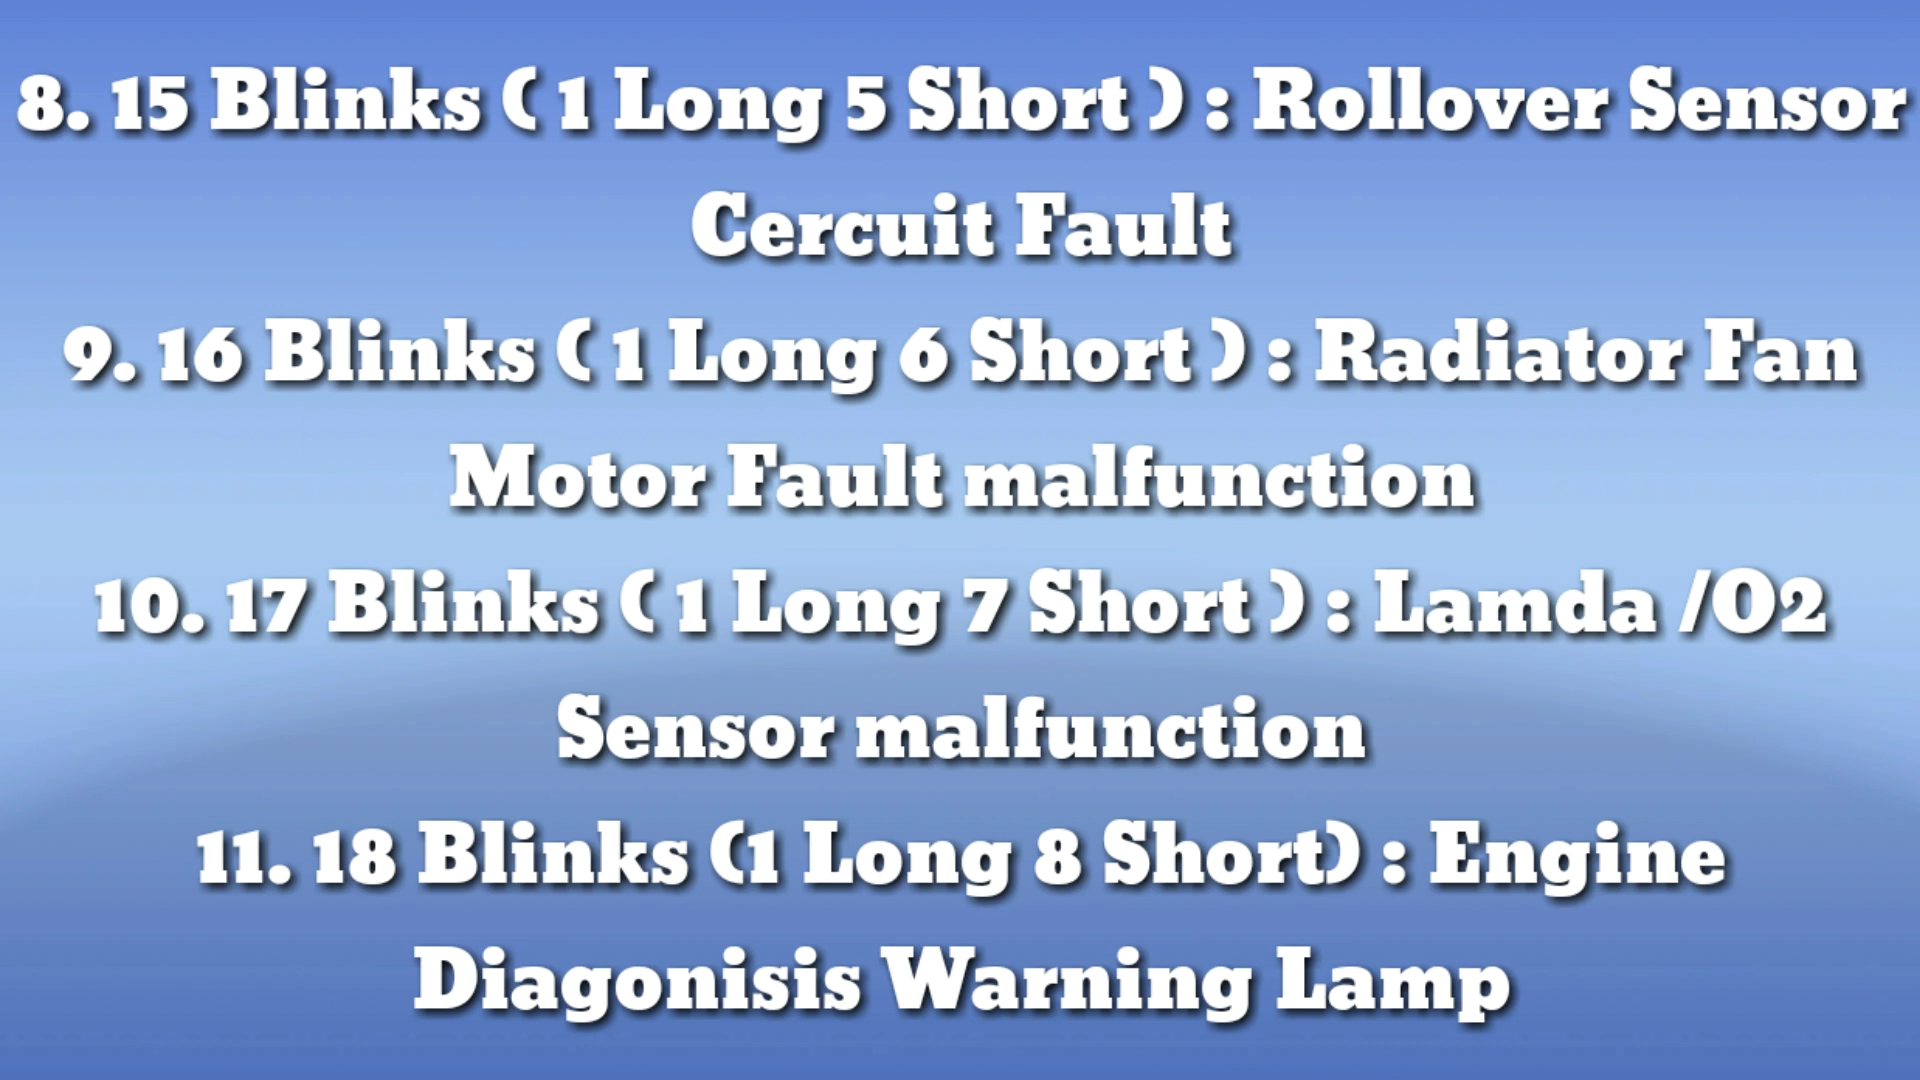 8. 15 Blinks ( 1 Long 5 Short ) : Rollover Sensor
Cercuit Fault
9. 16 Blinks ( 1 Long 6 Short ) : Radiator Fan
Motor Fault malfunction
10. 17 Blinks ( 1 Long 7 Short ) : Lamda /O2
Sensor malfunction
11. 18 Blinks (1 Long 8 Short) : Engine
Diagonisis Warning Lamp